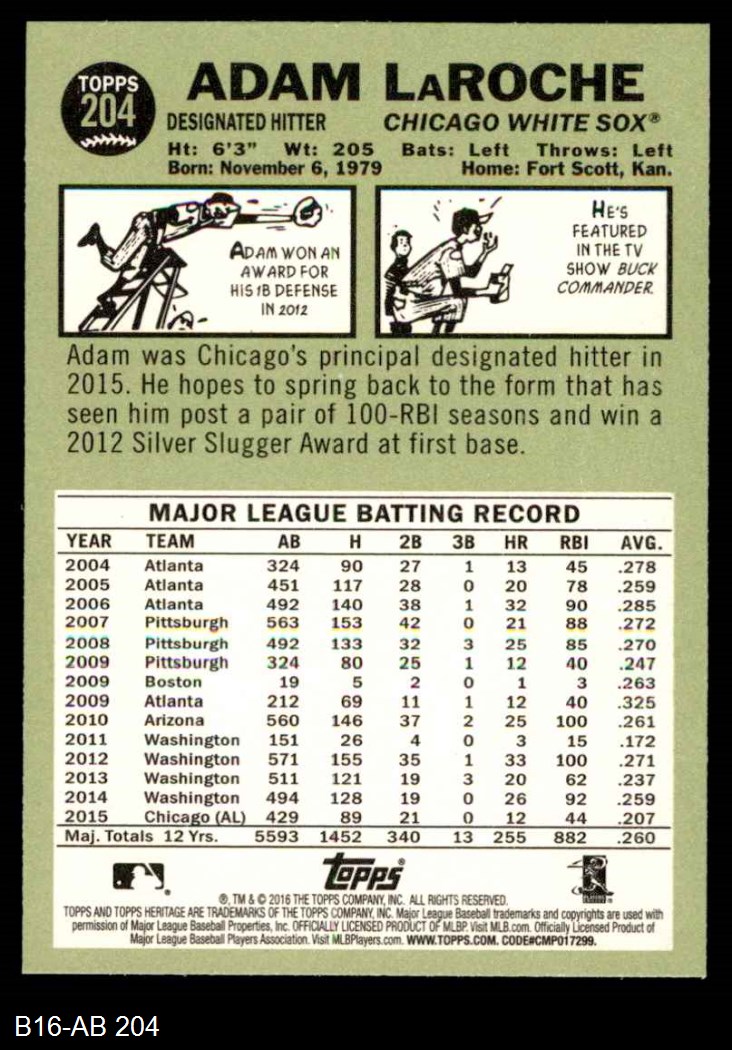 TOPPS
204
ADAM LAROCHE
DESIGNATED HITTER CHICAGO WHITE SOX®
Ht: 6'3" Wt: 205 Bats: Left Throws: Left
Born: November 6, 1979 Home: Fort Scott, Kan.
ADAM WON AN
AWARD FOR
HIS 1B DEFENSE
IN 2012
HE'S
FEATURED
IN THE TV
SHOW BUCK
COMMANDER.
Adam was Chicago's principal designated hitter in
2015. He hopes to spring back to the form that has
seen him post a pair of 100-RBI seasons and win a
2012 Silver Slugger Award at first base.
MAJOR LEAGUE BATTING RECORD
YEAR TEAM AB H 2B 3B HR RBI AVG.
2004 Atlanta 324 90 27 1 13 45 .278
2005 Atlanta 451 117 28 0 20 78 .259
2006 Atlanta 492 140 38 1 32 90 .285
2007 Pittsburgh 563 153 42 0 21 88 .272
2008 Pittsburgh 492 133 32 3 25 85 .270
2009 Pittsburgh 324 80 25 1 12 40 .247
2009 Boston 19 5 2 0 1 3 .263
2009 Atlanta 212 69 11 1 12 40 .325
2010 Arizona 560 146 37 2 25 100 .261
2011 Washington 151 26 4 0 3 15 .172
2012 Washington 571 155 35 1 33 100 .271
2013 Washington 511 121 19 3 20 62 .237
2014 Washington 494 128 19 0 26 92 .259
2015 Chicago (AL) 429 89 21 0 12 44 .207
Maj. Totals 12 Yrs. 5593 1452 340 13 255 882 .260
topps®
®, TM & © 2016 THE TOPPS COMPANY, INC. ALL RIGHTS RESERVED.
TOPPS AND TOPPS HERITAGE ARE TRADEMARKS OF THE TOPPS COMPANY, INC. Major League Baseball trademarks and copyrights are used with
permission of Major League Baseball Properties, Inc. OFFICIALLY LICENSED PRODUCT OF MLBP. Visit MLB.com. Officially Licensed Product of
Major League Baseball Players Association. Visit MLBPlayers.com. WWW.TOPPS.COM. CODE#CMP017299.
B16-AB 204